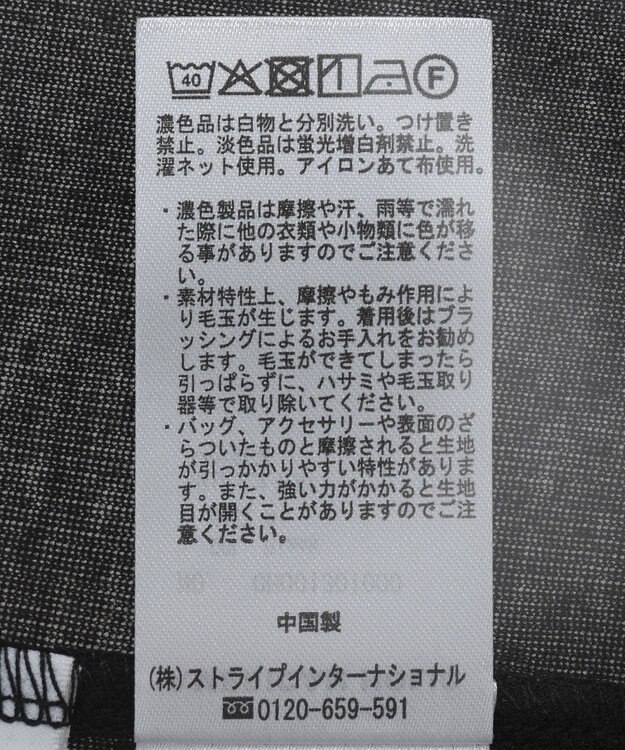 40 F
濃色品は白物と分別洗い。つけ置き
禁止。淡色品は蛍光増白剤禁止。洗
濯ネット使用。アイロンあて布使用。
・濃色製品は摩擦や汗、雨等で濡れ
た際に他の衣類や小物類に色が移
る事がありますのでご注意くださ
い。
・素材特性上、摩擦やもみ作用によ
り毛玉が生じます。着用後はブラ
ッシングによるお手入れをお勧め
します。毛玉ができてしまったら
引っぱらずに、ハサミや毛玉取り
器等で取り除いてください。
・バッグ、アクセサリーや表面のざ
らついたものと摩擦されると生地
が引っかかりやすい特性がありま
す。また、強い力がかかると生地
目が開くことがありますのでご注
意ください。
中国製
(株)ストライプインターナショナル
0120-659-591